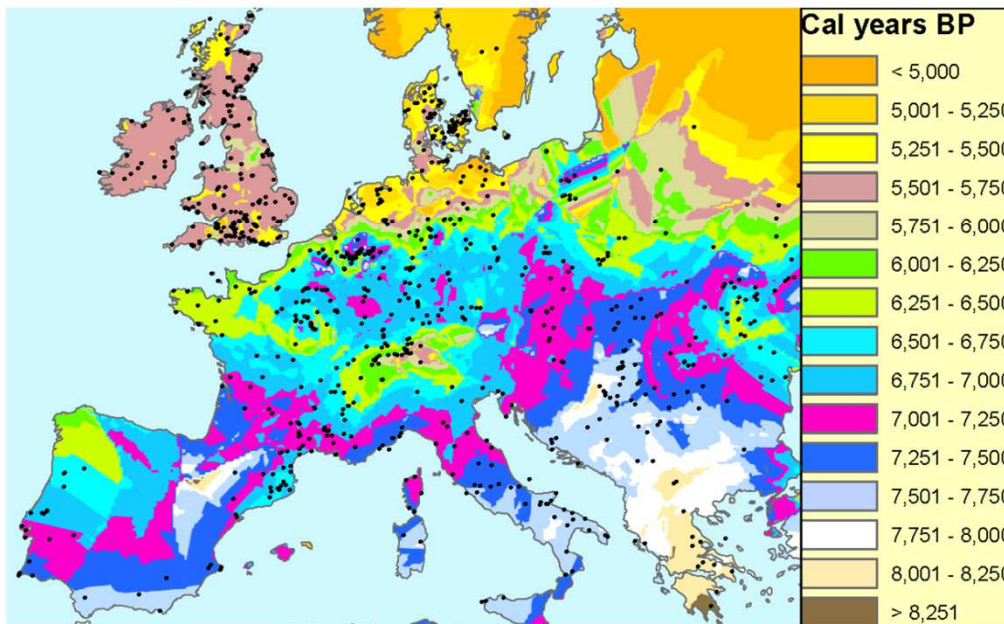 Cal years BP
< 5,000
5,001 - 5,250
5,251 - 5,500
5,501 - 5,750
5,751 - 6,000
6,001 - 6,250
6,251 - 6,500
6,501 - 6,750
6,751 - 7,000
7,001 - 7,250
7,251 - 7,500
7,501 - 7,750
7,751 - 8,000
8,001 - 8,250
> 8,251